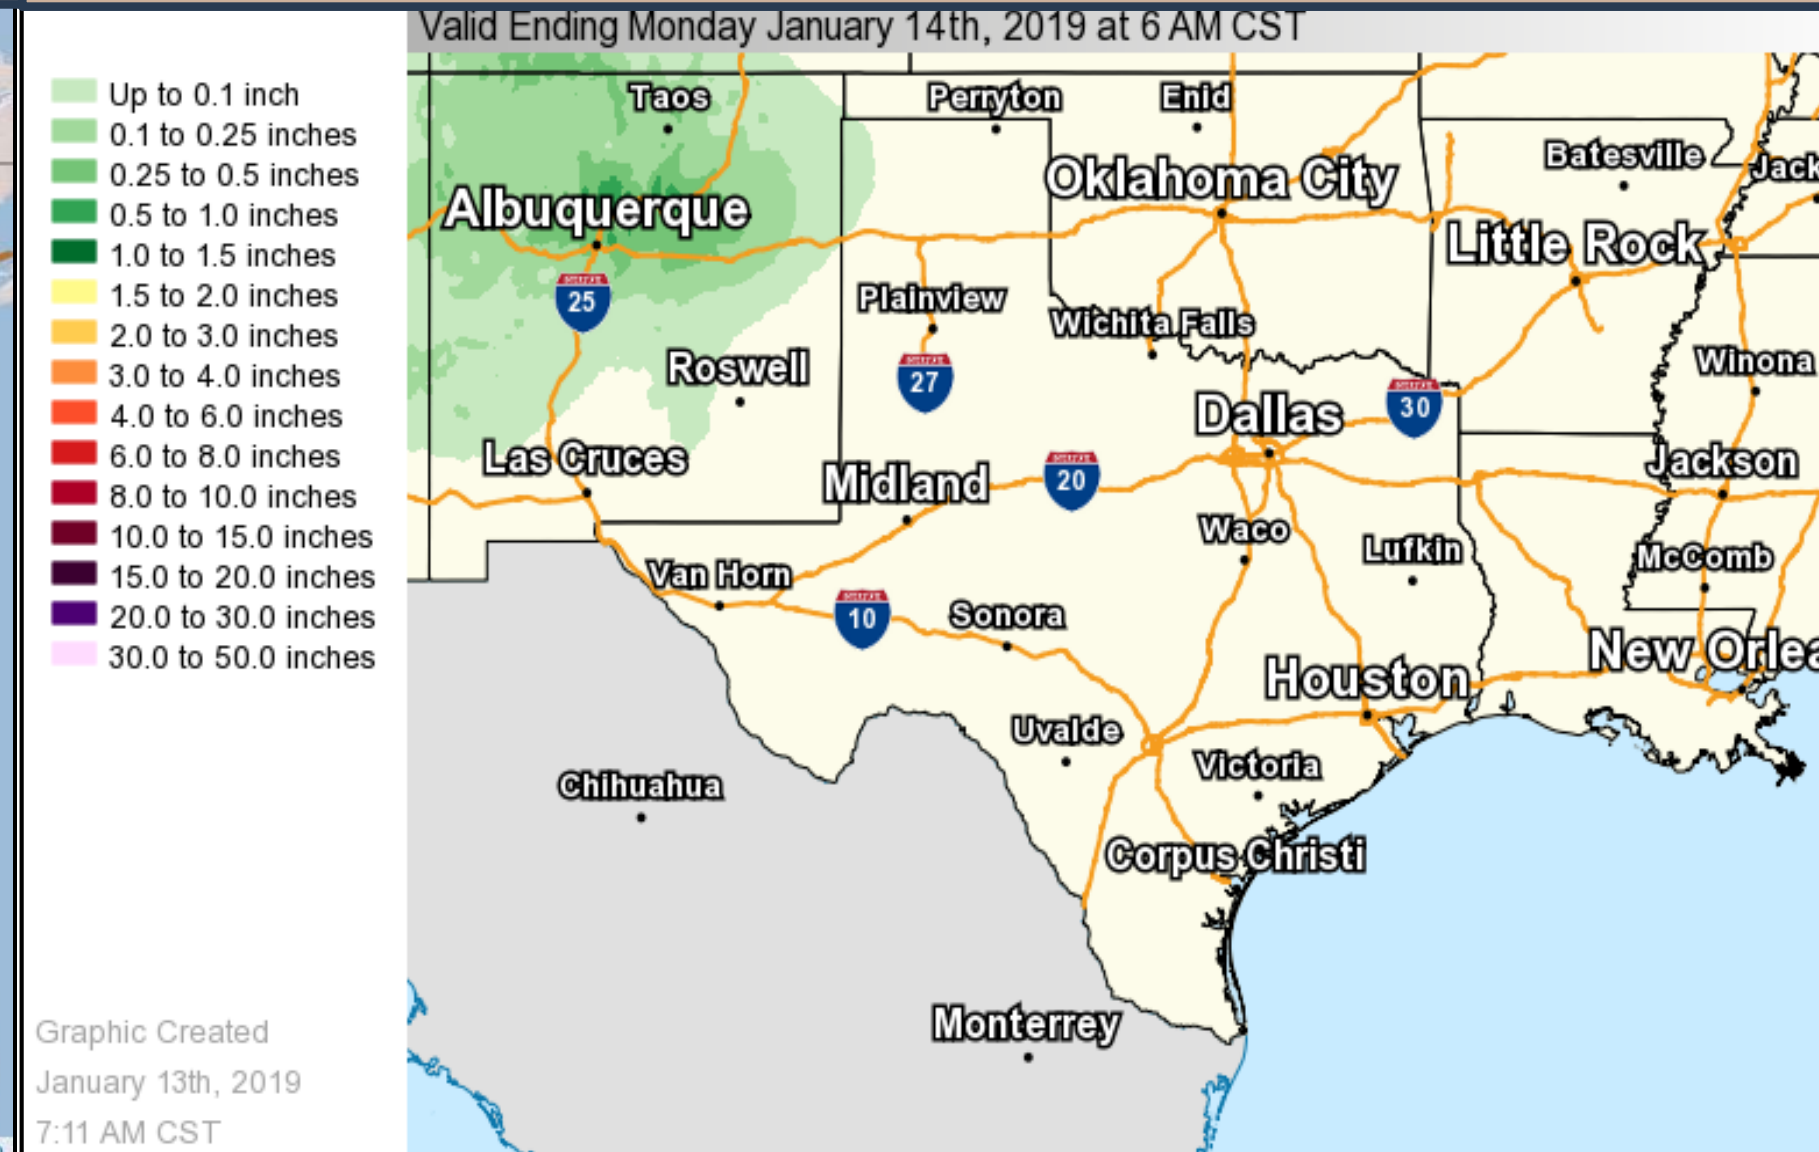 Valid Ending Monday January 14th, 2019 at 6 AM CST
Up to 0.1 inch
0.1 to 0.25 inches
0.25 to 0.5 inches
0.5 to 1.0 inches
1.0 to 1.5 inches
1.5 to 2.0 inches
2.0 to 3.0 inches
3.0 to 4.0 inches
4.0 to 6.0 inches
6.0 to 8.0 inches
8.0 to 10.0 inches
10.0 to 15.0 inches
15.0 to 20.0 inches
20.0 to 30.0 inches
30.0 to 50.0 inches
Graphic Created
January 13th, 2019
7:11 AM CST
Taos
Perryton
Enid
Batesville
Jack
Oklahoma City
Albuquerque
Little Rock
25
Plainview
Wichita Falls
Roswell
27
Winona
30
Dallas
Las Cruces
Midland
20
Jackson
Waco
Lufkin
McComb
Van Horn
10
Sonora
New Orlea
Houston
Uvalde
Victoria
Chihuahua
Corpus Christi
Monterrey